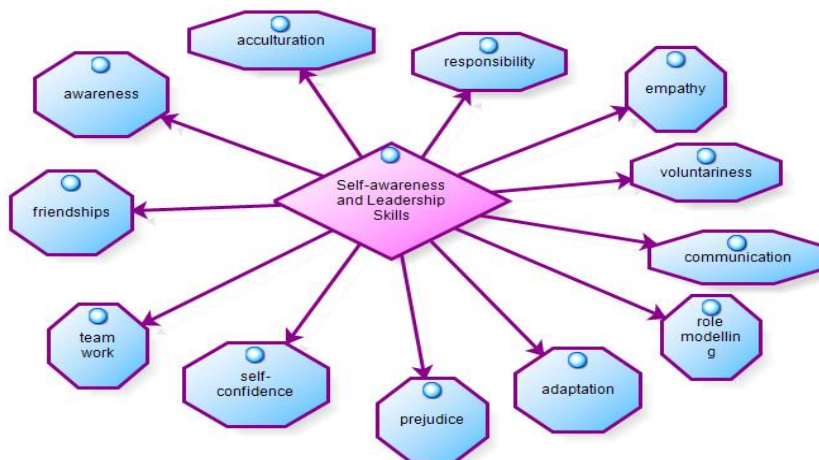 acculturation
responsibility
awareness
empathy
voluntariness
Self-awareness
and Leadership
Skills
friendships
communication
role
modellin
g
team
work
self-
confidence
adaptation
prejudice